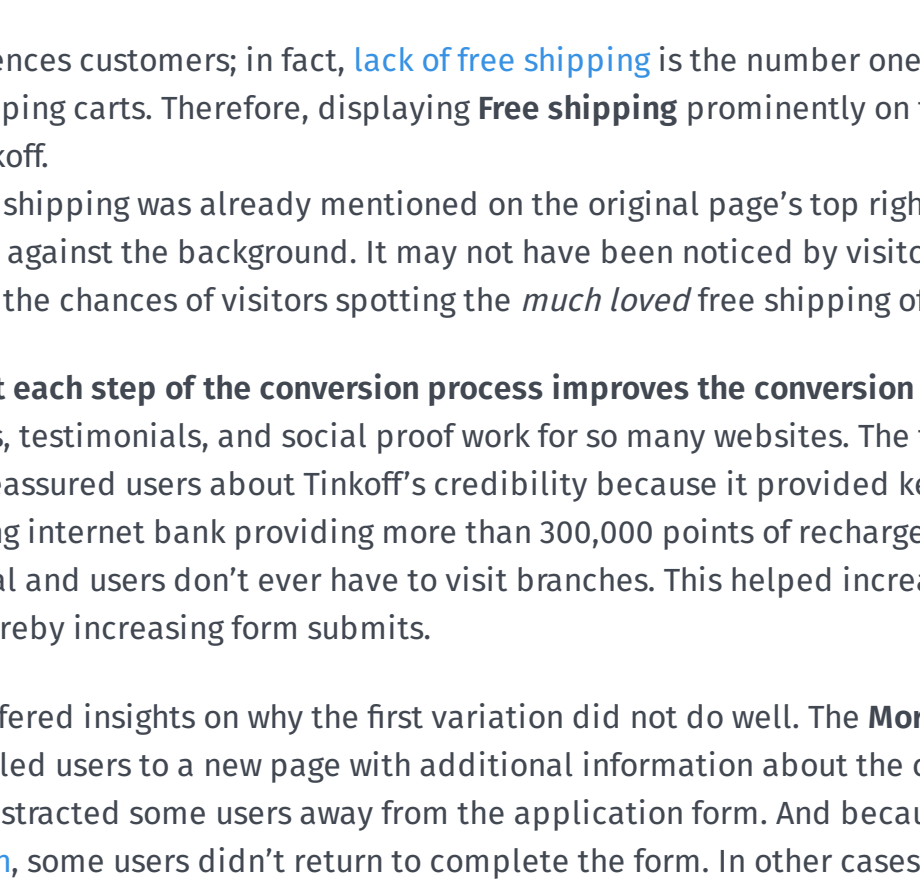 ences customers; in fact, lack of free shipping is the number one
ping carts. Therefore, displaying Free shipping prominently on
koff.
shipping was already mentioned on the original page’s top righ
against the background. It may not have been noticed by visito
the chances of visitors spotting the much loved free shipping of
t each step of the conversion process improves the conversion
s, testimonials, and social proof work for so many websites. The
eassured users about Tinkoff’s credibility because it provided ke
ng internet bank providing more than 300,000 points of recharge
al and users don’t ever have to visit branches. This helped increa
reby increasing form submits.
fered insights on why the first variation did not do well. The Mor
led users to a new page with additional information about the
stracted some users away from the application form. And becau
n, some users didn’t return to complete the form. In other cases